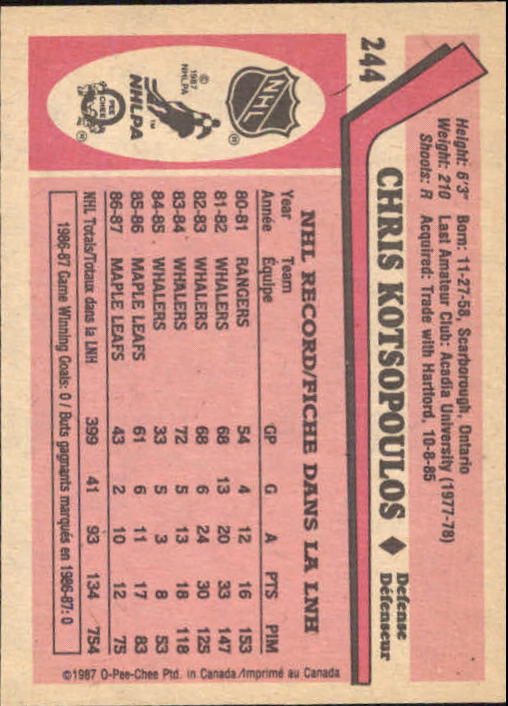 244
Height: 6'3" Born: 11-27-58, Scarborough, Ontario
Weight: 210 Last Amateur Club: Acadia University (1977-78)
Shoots: R Acquired: Trade with Hartford, 10-8-85
CHRIS KOTSOPOULOS ♦ Defense
Défenseur
NHL
®
© 1987 NHLPA
NHLPA
TM
O PEE CHEE
®
NHL RECORD/FICHE DANS LA LNH
Year Team
Année Équipe GP G A PTS PIM
80-81 RANGERS 54 4 12 16 153
81-82 WHALERS 68 13 20 33 147
82-83 WHALERS 68 6 24 30 125
83-84 WHALERS 72 5 13 18 118
84-85 WHALERS 33 5 3 8 53
85-86 MAPLE LEAFS 61 6 11 17 83
86-87 MAPLE LEAFS 43 2 10 12 75
NHL Totals/Totaux dans la LNH 399 41 93 134 754
1986-87 Game Winning Goals: 0 / Buts gagnants marqués en 1986-87: 0
©1987 O-Pee-Chee Ptd. in Canada./Imprimé au Canada